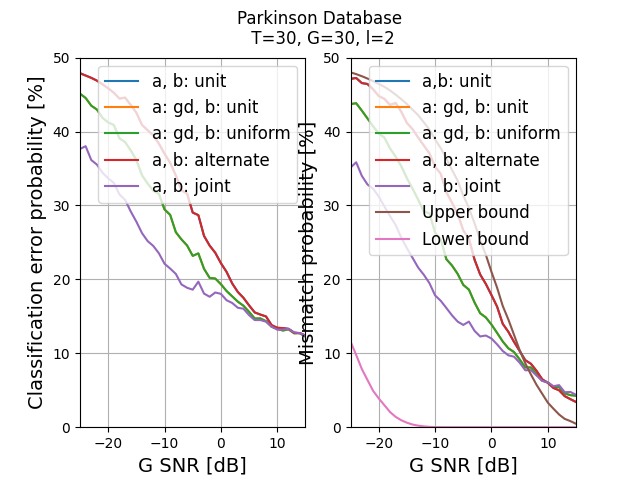 Parkinson Database
T=30, G=30, l=2
Classification error probability [%]
50
40
30
20
10
0
−20
−10
0
10
G SNR [dB]
a, b: unit
a: gd, b: unit
a: gd, b: uniform
a, b: alternate
a, b: joint
Mismatch probability [%]
50
40
30
20
10
0
−20
−10
0
10
G SNR [dB]
a,b: unit
a: gd, b: unit
a: gd, b: uniform
a, b: alternate
a, b: joint
Upper bound
Lower bound